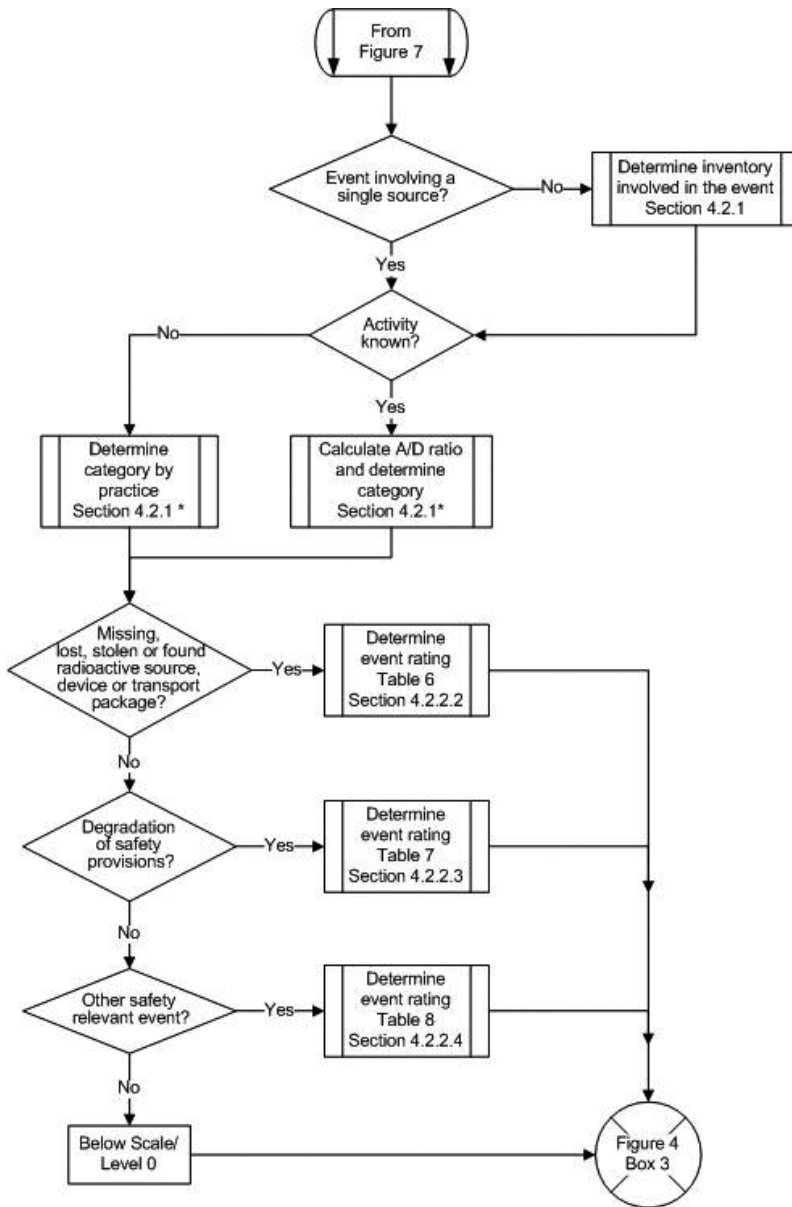 From
Figure 7
Event involving a
single source?
No
Determine inventory
involved in the event
Section 4.2.1
Yes
Activity
known?
No
Yes
Determine
category by
practice
Section 4.2.1 *
Calculate A/D ratio
and determine
category
Section 4.2.1*
Missing,
lost, stolen or found
radioactive source,
device or transport
package?
Yes
Determine
event rating
Table 6
Section 4.2.2.2
No
Degradation
of safety
provisions?
Yes
Determine
event rating
Table 7
Section 4.2.2.3
No
Other safety
relevant event?
Yes
Determine
event rating
Table 8
Section 4.2.2.4
No
Below Scale/
Level 0
Figure 4
Box 3